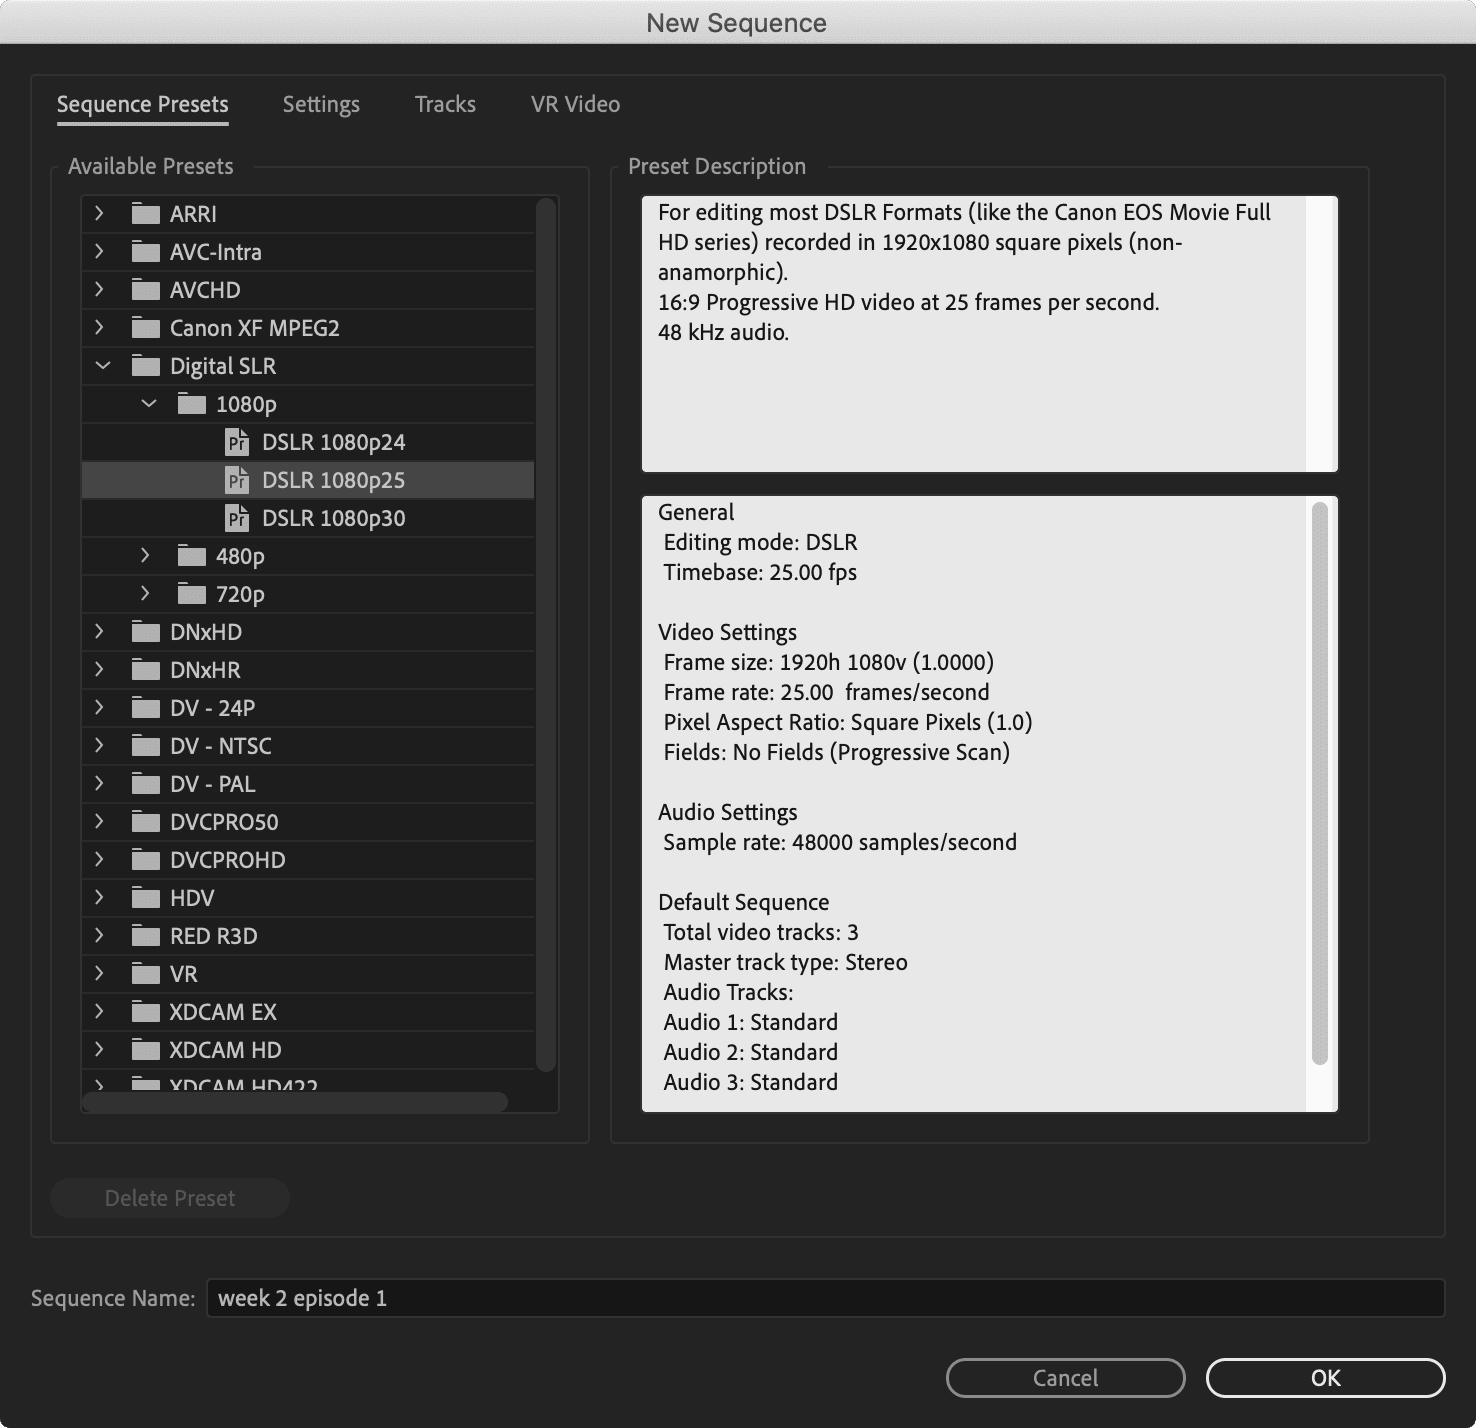 New Sequence
Sequence Presets
Settings
Tracks
VR Video
Available Presets
ARRI
AVC-Intra
AVCHD
Canon XF MPEG2
Digital SLR
1080p
Pr DSLR 1080p24
Pr DSLR 1080p25
Pr DSLR 1080p30
480p
720p
DNxHD
DNxHR
DV - 24P
DV - NTSC
DV - PAL
DVCPRO50
DVCPROHD
HDV
RED R3D
VR
XDCAM EX
XDCAM HD
XDCAM HD422
Preset Description
For editing most DSLR Formats (like the Canon EOS Movie Full
HD series) recorded in 1920x1080 square pixels (non-
anamorphic).
16:9 Progressive HD video at 25 frames per second.
48 kHz audio.
General
Editing mode: DSLR
Timebase: 25.00 fps
Video Settings
Frame size: 1920h 1080v (1.0000)
Frame rate: 25.00  frames/second
Pixel Aspect Ratio: Square Pixels (1.0)
Fields: No Fields (Progressive Scan)
Audio Settings
Sample rate: 48000 samples/second
Default Sequence
Total video tracks: 3
Master track type: Stereo
Audio Tracks:
Audio 1: Standard
Audio 2: Standard
Audio 3: Standard
Delete Preset
Sequence Name: week 2 episode 1
Cancel
OK